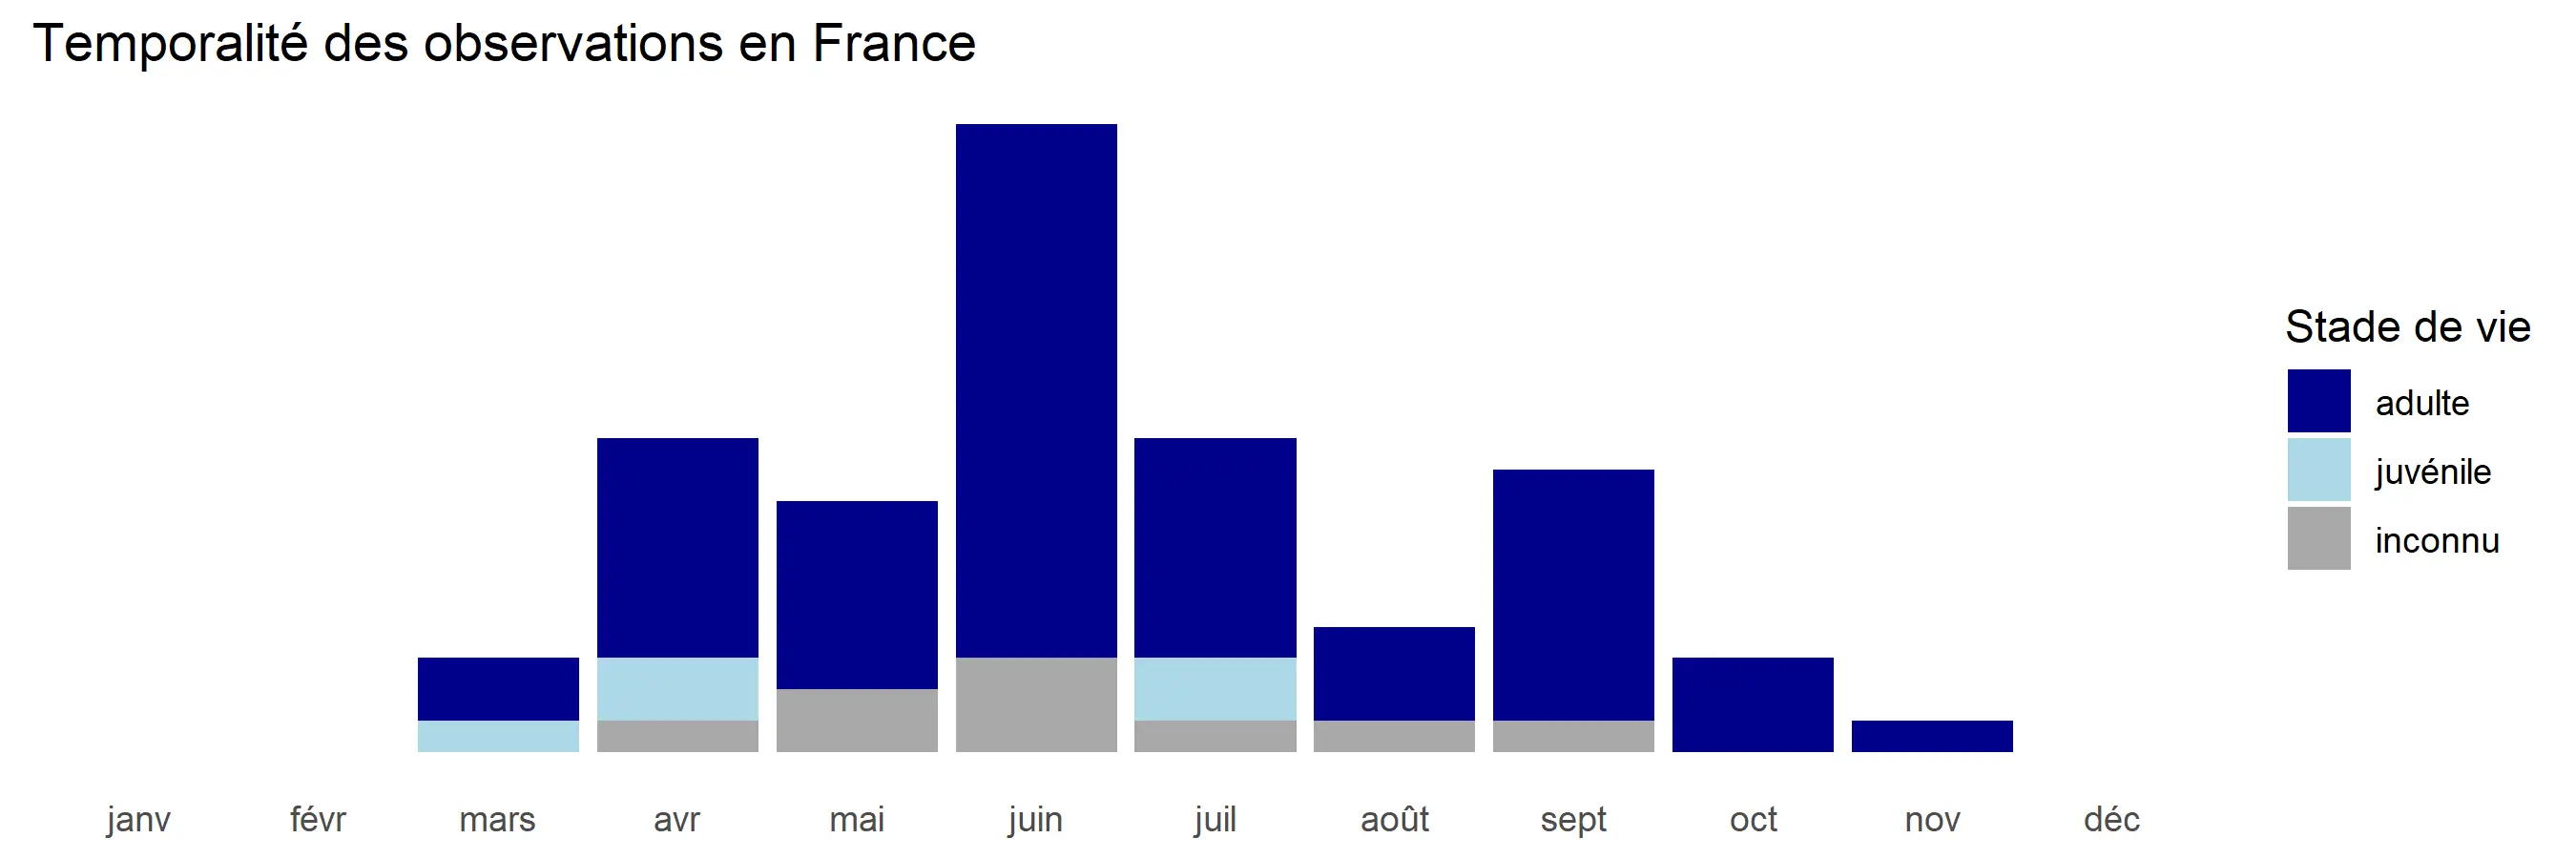 Temporalité des observations en France
Stade de vie
adulte
juvénile
inconnu
janv févr mars avr mai juin juil août sept oct nov déc